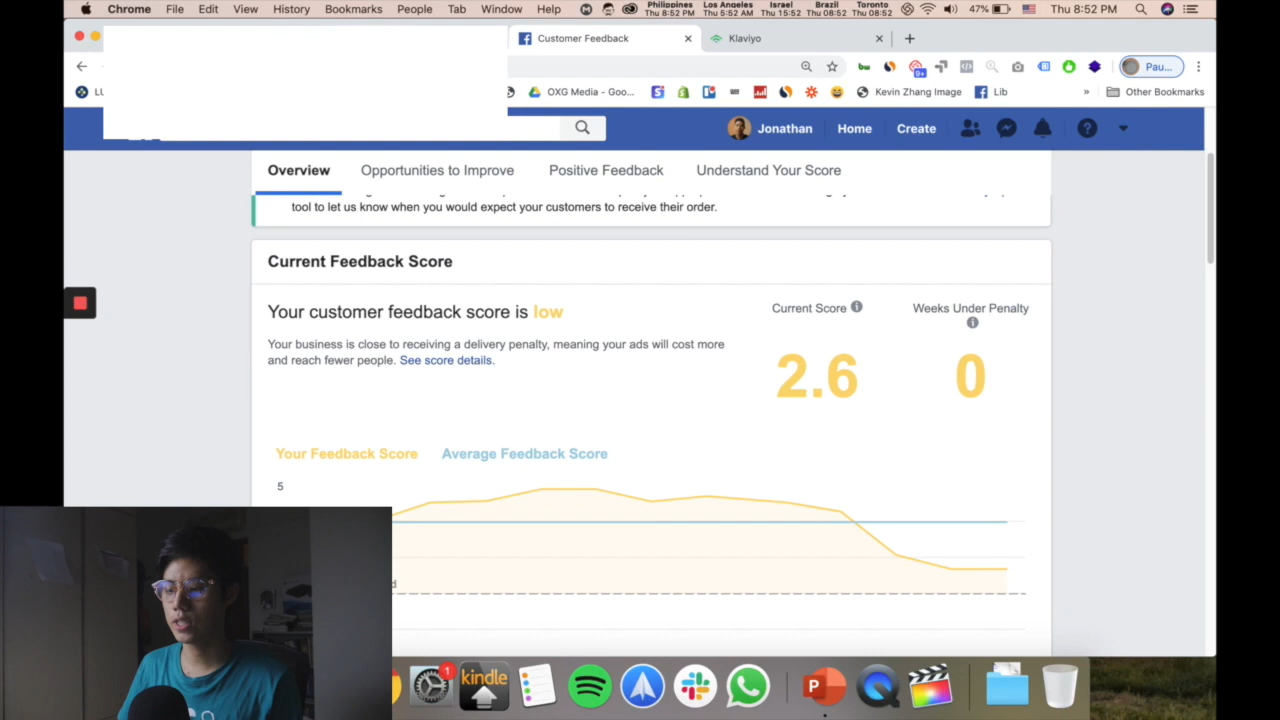 Chrome File Edit View History Bookmarks People Tab Window Help Philippines Los Angeles Israel Brazil Toronto 47% Thu 8:52 PM
Thu 8:52 PM Thu 5:52 AM Thu 15:52 Thu 08:52 Thu 08:52
Customer Feedback Klaviyo
9+ Pau...
LU OXG Media - Goo... Kevin Zhang Image Lib » Other Bookmarks
Jonathan Home Create
Overview Opportunities to Improve Positive Feedback Understand Your Score
tool to let us know when you would expect your customers to receive their order.
Current Feedback Score
Your customer feedback score is low
Current Score Weeks Under Penalty
Your business is close to receiving a delivery penalty, meaning your ads will cost more
and reach fewer people. See score details.
2.6 0
Your Feedback Score Average Feedback Score
5
d
1
kindle